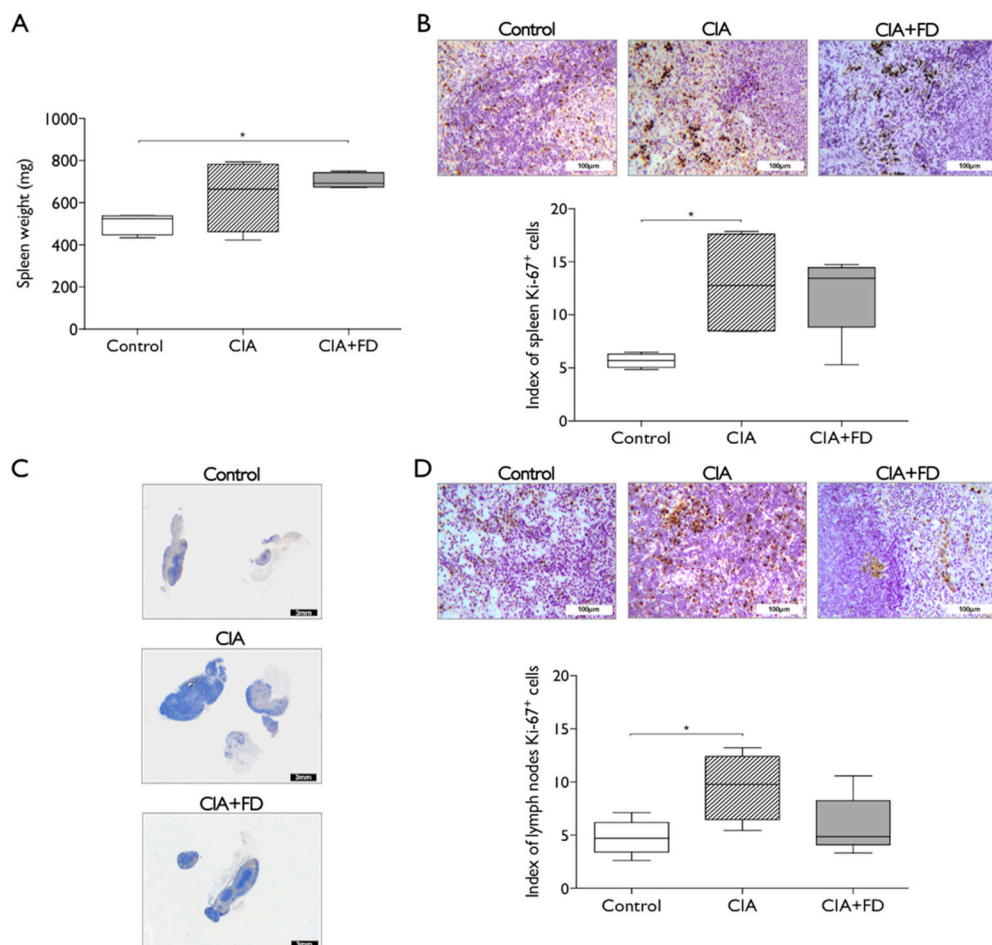 A
Spleen weight (mg)
1000
800
600
400
200
0
*
Control
CIA
CIA+FD
B
Control
CIA
CIA+FD
100µm
100µm
100µm
Index of spleen Ki-67⁺ cells
20
15
10
5
0
*
Control
CIA
CIA+FD
C
Control
3mm
CIA
3mm
CIA+FD
3mm
D
Control
CIA
CIA+FD
100µm
100µm
100µm
Index of lymph nodes Ki-67⁺ cells
20
15
10
5
0
*
Control
CIA
CIA+FD